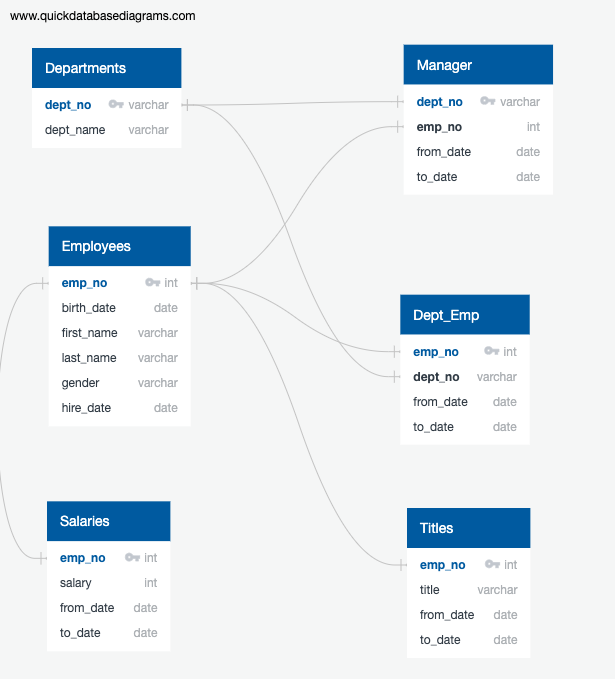 www.quickdatabasediagrams.com
Departments
dept_no varchar
dept_name varchar
Manager
dept_no varchar
emp_no int
from_date date
to_date date
Employees
emp_no int
birth_date date
first_name varchar
last_name varchar
gender varchar
hire_date date
Dept_Emp
emp_no int
dept_no varchar
from_date date
to_date date
Salaries
emp_no int
salary int
from_date date
to_date date
Titles
emp_no int
title varchar
from_date date
to_date date